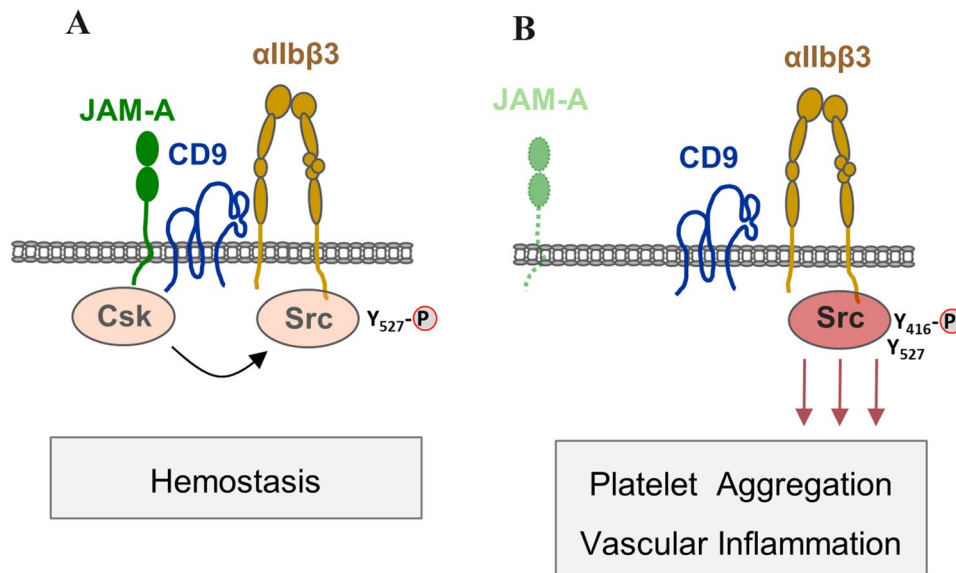 A
αIIbβ3
JAM-A
CD9
Csk
Src
Y527-P
Hemostasis
B
αIIbβ3
JAM-A
CD9
Src
Y416-P
Y527
Platelet Aggregation
Vascular Inflammation